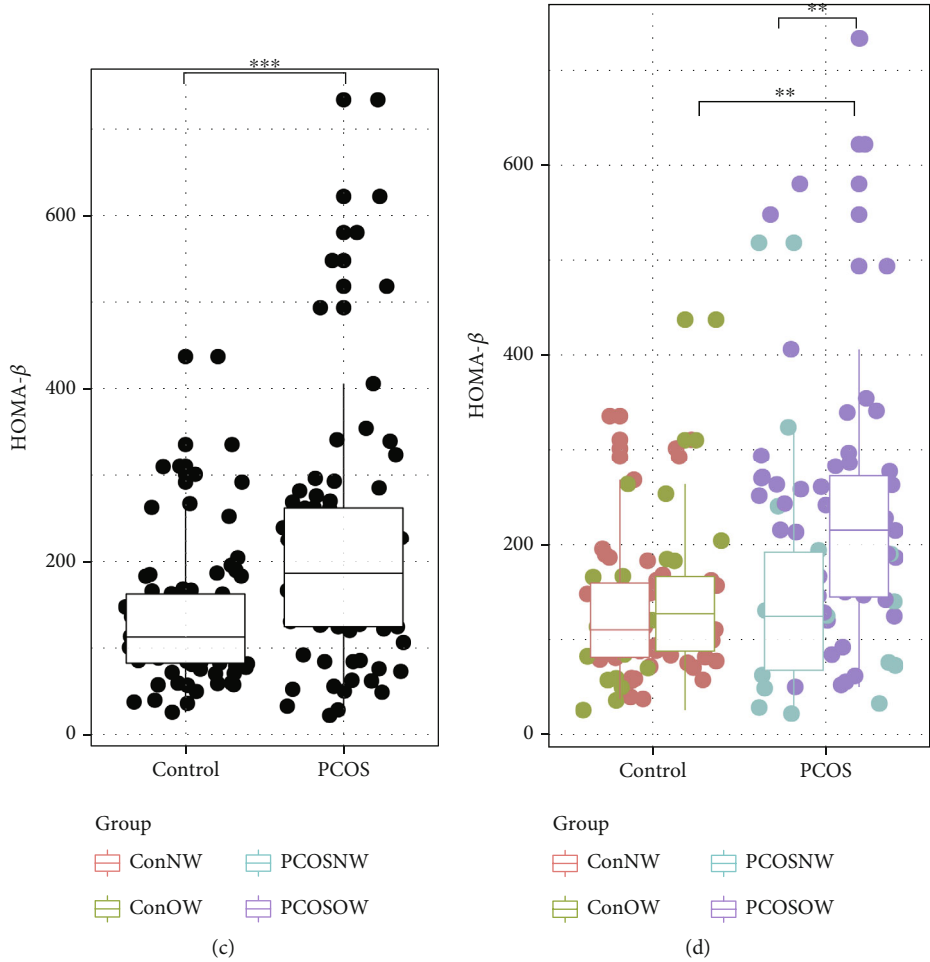 ***
600
400
200
0
HOMA-β
Control PCOS
Group
ConNW PCOSNW
ConOW PCOSOW
(c)
**
**
600
400
200
0
HOMA-β
Control PCOS
Group
ConNW PCOSNW
ConOW PCOSOW
(d)